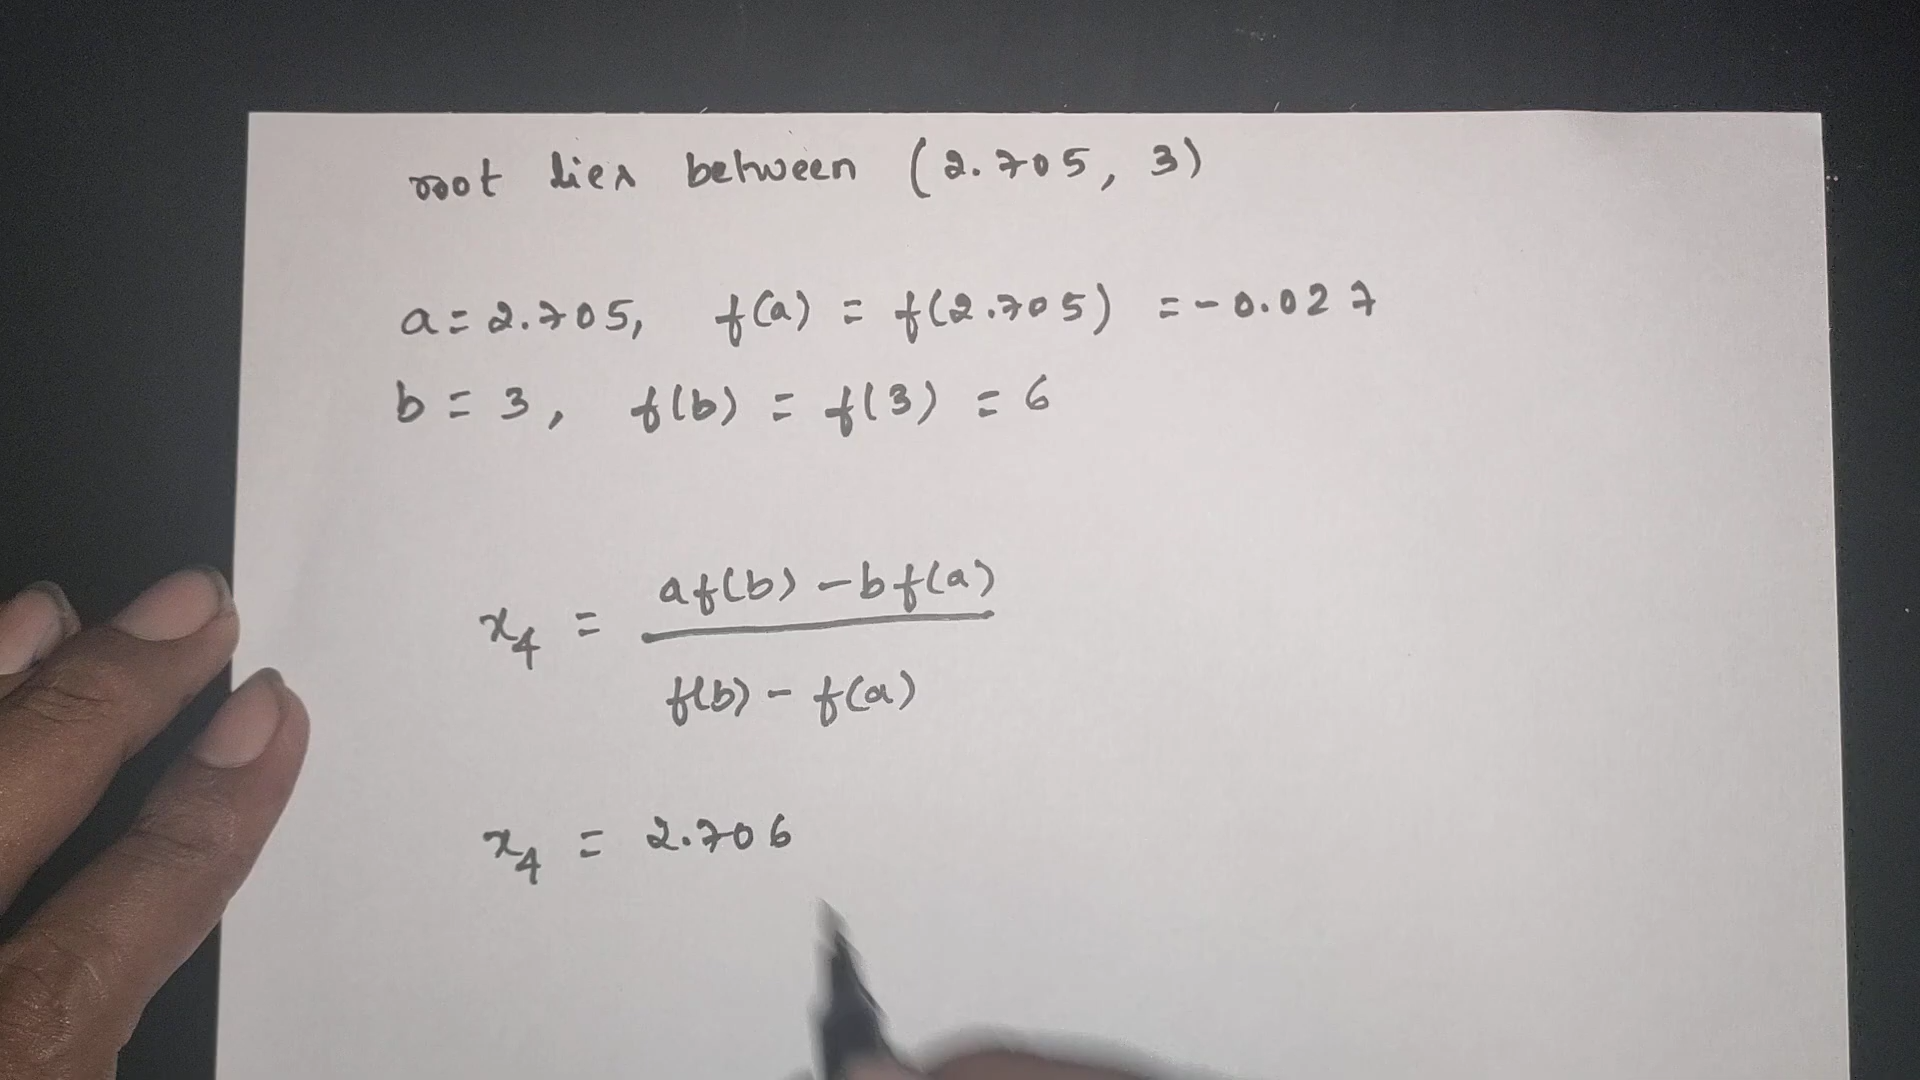 root lies between (2.705, 3)
a = 2.705, f(a) = f(2.705) = -0.027
b = 3, f(b) = f(3) = 6
x₄ = af(b) - bf(a) / f(b) - f(a)
x₄ = 2.706